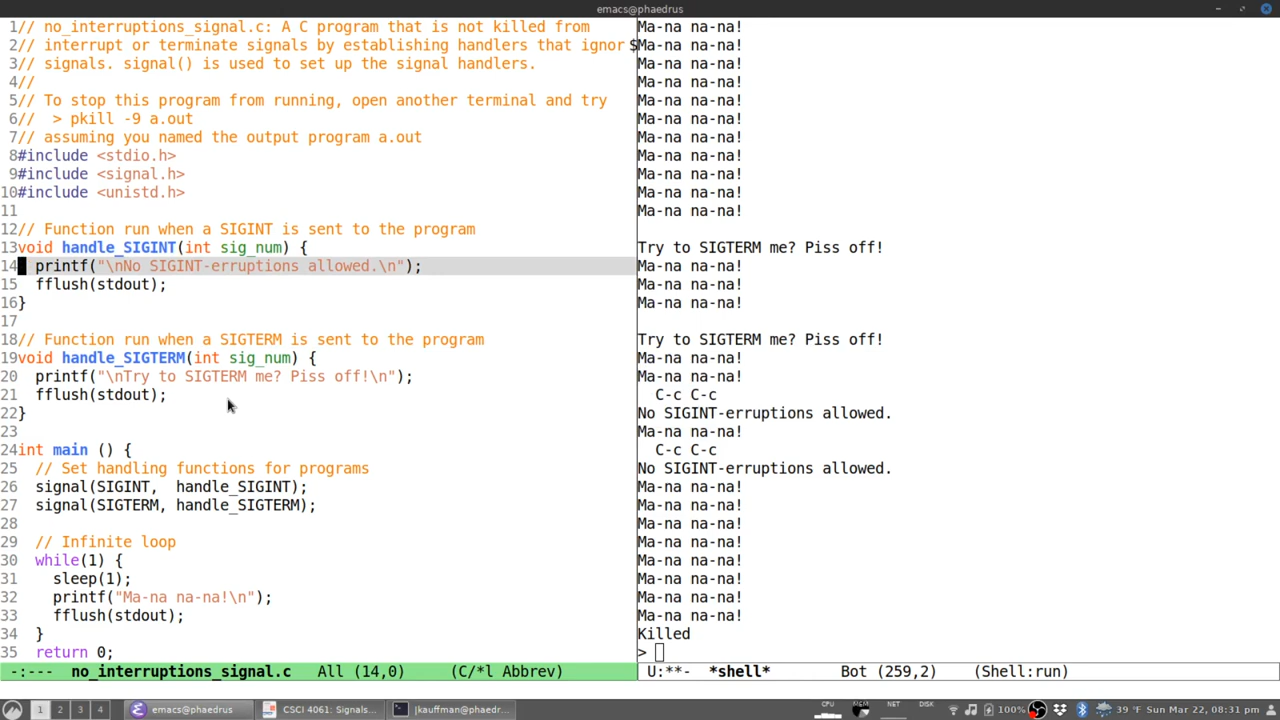 emacs@phaedrus
1// no_interruptions_signal.c: A C program that is not killed from
2// interrupt or terminate signals by establishing handlers that ignor$
3// signals. signal() is used to set up the signal handlers.
4//
5// To stop this program from running, open another terminal and try
6//  > pkill -9 a.out
7// assuming you named the output program a.out
8#include <stdio.h>
9#include <signal.h>
10#include <unistd.h>
11
12// Function run when a SIGINT is sent to the program
13void handle_SIGINT(int sig_num) {
14  printf("\nNo SIGINT-erruptions allowed.\n");
15  fflush(stdout);
16}
17
18// Function run when a SIGTERM is sent to the program
19void handle_SIGTERM(int sig_num) {
20  printf("\nTry to SIGTERM me? Piss off!\n");
21  fflush(stdout);
22}
23
24int main () {
25  // Set handling functions for programs
26  signal(SIGINT,  handle_SIGINT);
27  signal(SIGTERM, handle_SIGTERM);
28
29  // Infinite loop
30  while(1) {
31    sleep(1);
32    printf("Ma-na na-na!\n");
33    fflush(stdout);
34  }
35  return 0;
-:---  no_interruptions_signal.c   All (14,0)     (C/*l Abbrev)
Ma-na na-na!
Ma-na na-na!
Ma-na na-na!
Ma-na na-na!
Ma-na na-na!
Ma-na na-na!
Ma-na na-na!
Ma-na na-na!
Ma-na na-na!
Ma-na na-na!
Ma-na na-na!
Try to SIGTERM me? Piss off!
Ma-na na-na!
Ma-na na-na!
Ma-na na-na!
Try to SIGTERM me? Piss off!
Ma-na na-na!
Ma-na na-na!
C-c C-c
No SIGINT-erruptions allowed.
Ma-na na-na!
C-c C-c
No SIGINT-erruptions allowed.
Ma-na na-na!
Ma-na na-na!
Ma-na na-na!
Ma-na na-na!
Ma-na na-na!
Ma-na na-na!
Ma-na na-na!
Ma-na na-na!
Killed
>
U:**-  *shell*        Bot (259,2)    (Shell:run)
1 2 3 4 emacs@phaedrus CSCI 4061: Signals... jkauffman@phaedr... CPU MEM NET DISK 100% 39 °F Sun Mar 22, 08:31 pm